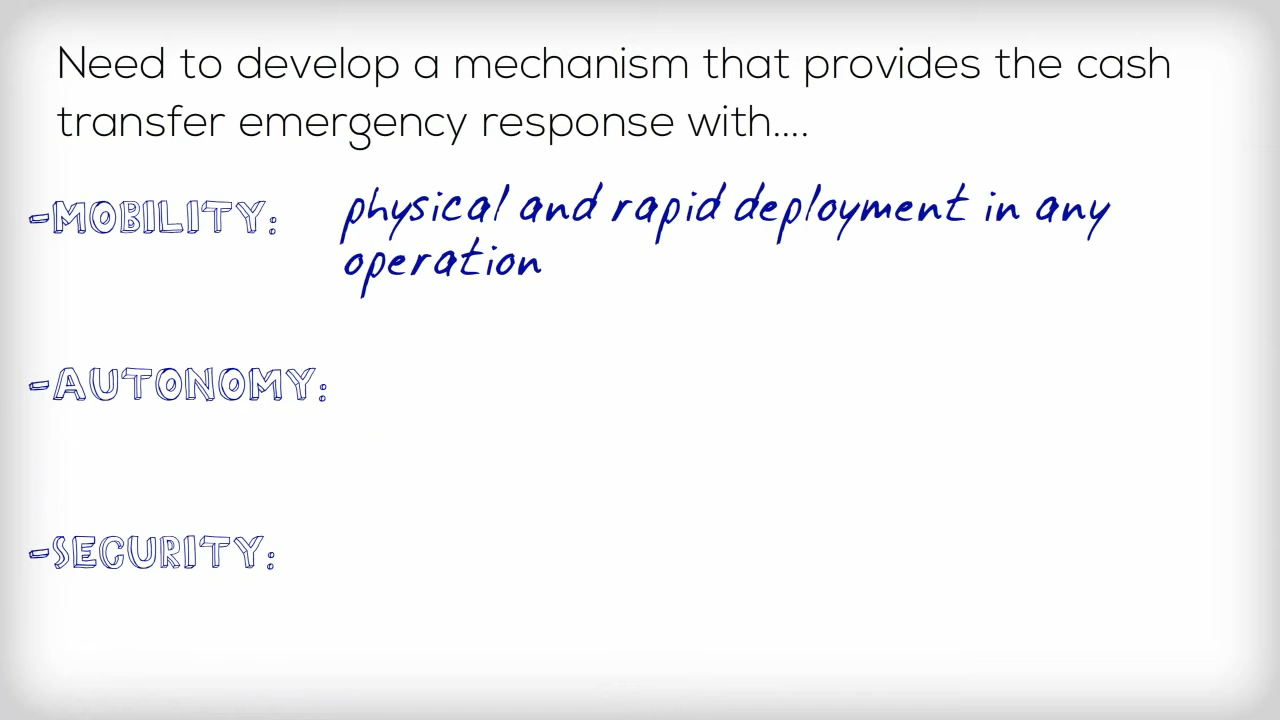 Need to develop a mechanism that provides the cash
transfer emergency response with....
-MOBILITY: physical and rapid deployment in any
operation
-AUTONOMY:
-SECURITY: